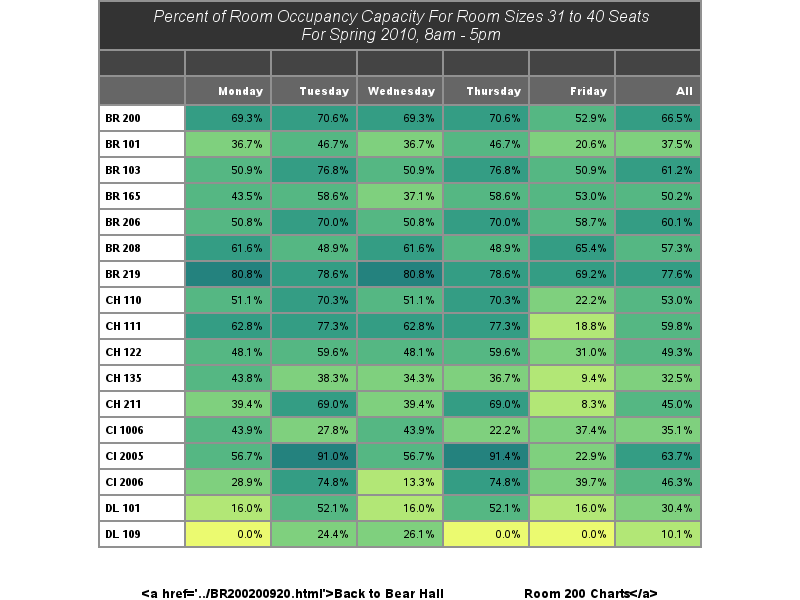 Percent of Room Occupancy Capacity For Room Sizes 31 to 40 Seats
For Spring 2010, 8am - 5pm
Monday Tuesday Wednesday Thursday Friday All
BR 200 69.3% 70.6% 69.3% 70.6% 52.9% 66.5%
BR 101 36.7% 46.7% 36.7% 46.7% 20.6% 37.5%
BR 103 50.9% 76.8% 50.9% 76.8% 50.9% 61.2%
BR 165 43.5% 58.6% 37.1% 58.6% 53.0% 50.2%
BR 206 50.8% 70.0% 50.8% 70.0% 58.7% 60.1%
BR 208 61.6% 48.9% 61.6% 48.9% 65.4% 57.3%
BR 219 80.8% 78.6% 80.8% 78.6% 69.2% 77.6%
CH 110 51.1% 70.3% 51.1% 70.3% 22.2% 53.0%
CH 111 62.8% 77.3% 62.8% 77.3% 18.8% 59.8%
CH 122 48.1% 59.6% 48.1% 59.6% 31.0% 49.3%
CH 135 43.8% 38.3% 34.3% 36.7% 9.4% 32.5%
CH 211 39.4% 69.0% 39.4% 69.0% 8.3% 45.0%
CI 1006 43.9% 27.8% 43.9% 22.2% 37.4% 35.1%
CI 2005 56.7% 91.0% 56.7% 91.4% 22.9% 63.7%
CI 2006 28.9% 74.8% 13.3% 74.8% 39.7% 46.3%
DL 101 16.0% 52.1% 16.0% 52.1% 16.0% 30.4%
DL 109 0.0% 24.4% 26.1% 0.0% 0.0% 10.1%
<a href='../BR200200920.html'>Back to Bear Hall Room 200 Charts</a>